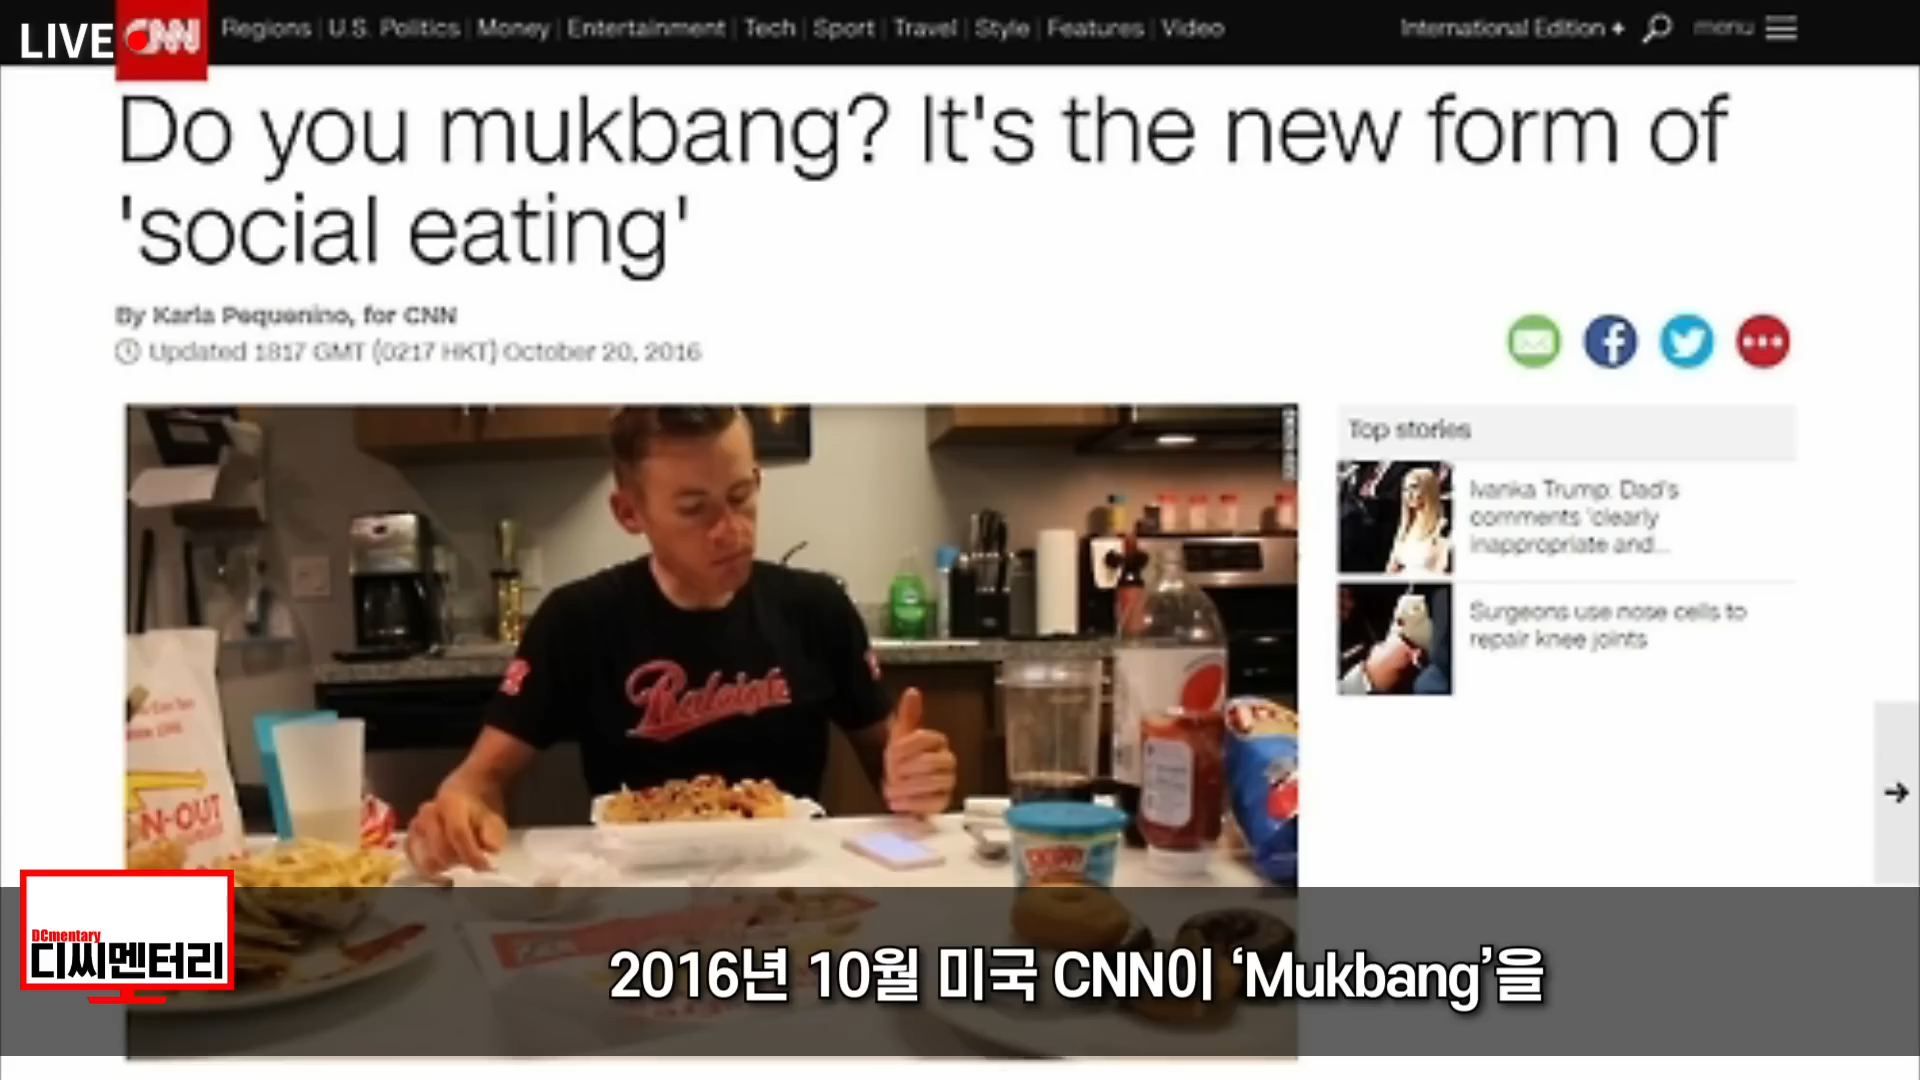 LIVE CNN Regions | U.S. Politics | Money | Entertainment | Tech | Sport | Travel | Style | Features | Video International Edition + menu
Do you mukbang? It's the new form of
'social eating'
By Karla Pequenino, for CNN
Updated 1817 GMT (0217 HKT) October 20, 2016
Top stories
Ivanka Trump: Dad's
comments 'clearly
inappropriate and...
Surgeons use nose cells to
repair knee joints
Raleigh
N-OUT
SKIPPY
DCmentary
디씨멘터리
2016년 10월 미국 CNN이 ‘Mukbang’을